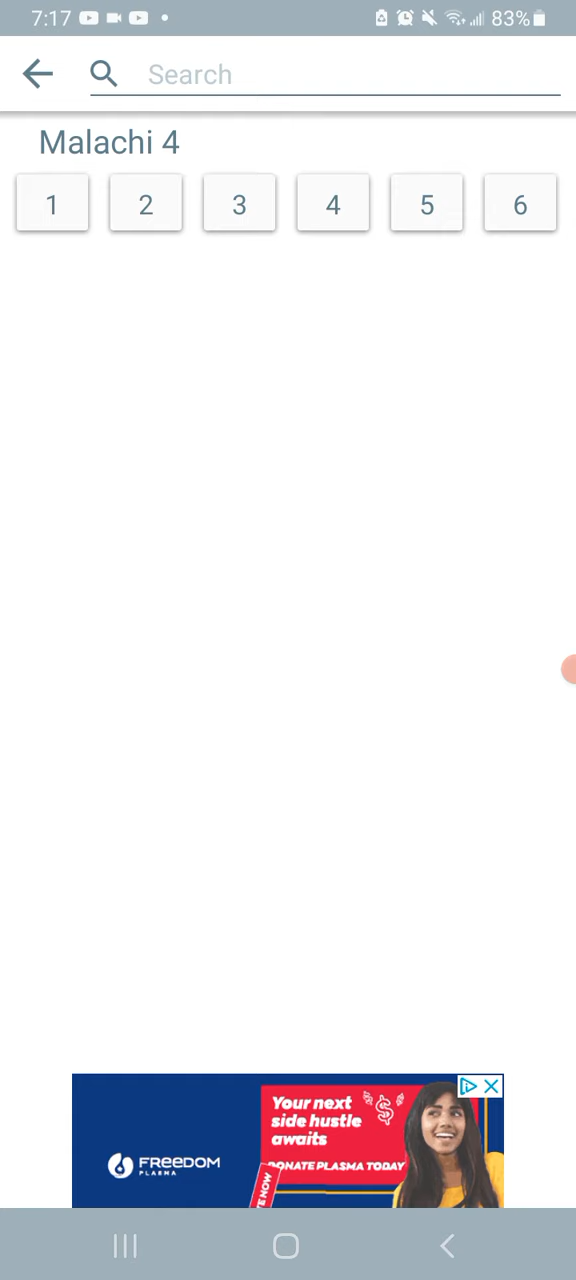 7:17
83%
Search
Malachi 4
1 2 3 4 5 6
Your next
side hustle
awaits
DONATE PLASMA TODAY
FREEDOM
PLASMA